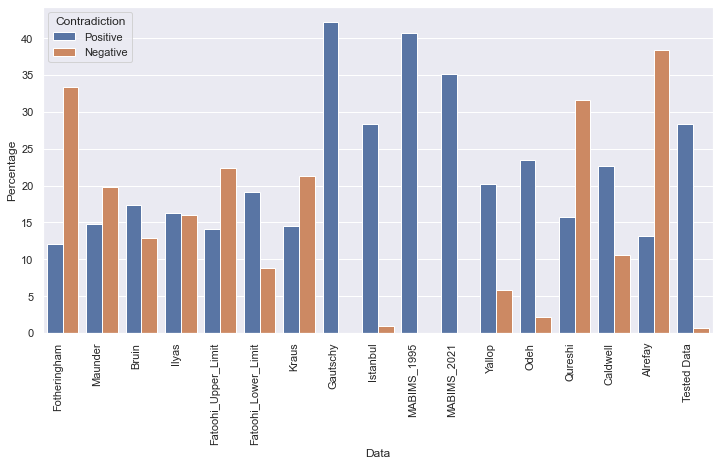 Contradiction
Positive
Negative
Percentage
40
35
30
25
20
15
10
5
0
Fotheringham
Maunder
Bruin
Ilyas
Fatoohi_Upper_Limit
Fatoohi_Lower_Limit
Kraus
Gautschy
Istanbul
MABIMS_1995
MABIMS_2021
Yallop
Odeh
Qureshi
Caldwell
Alrefay
Tested Data
Data